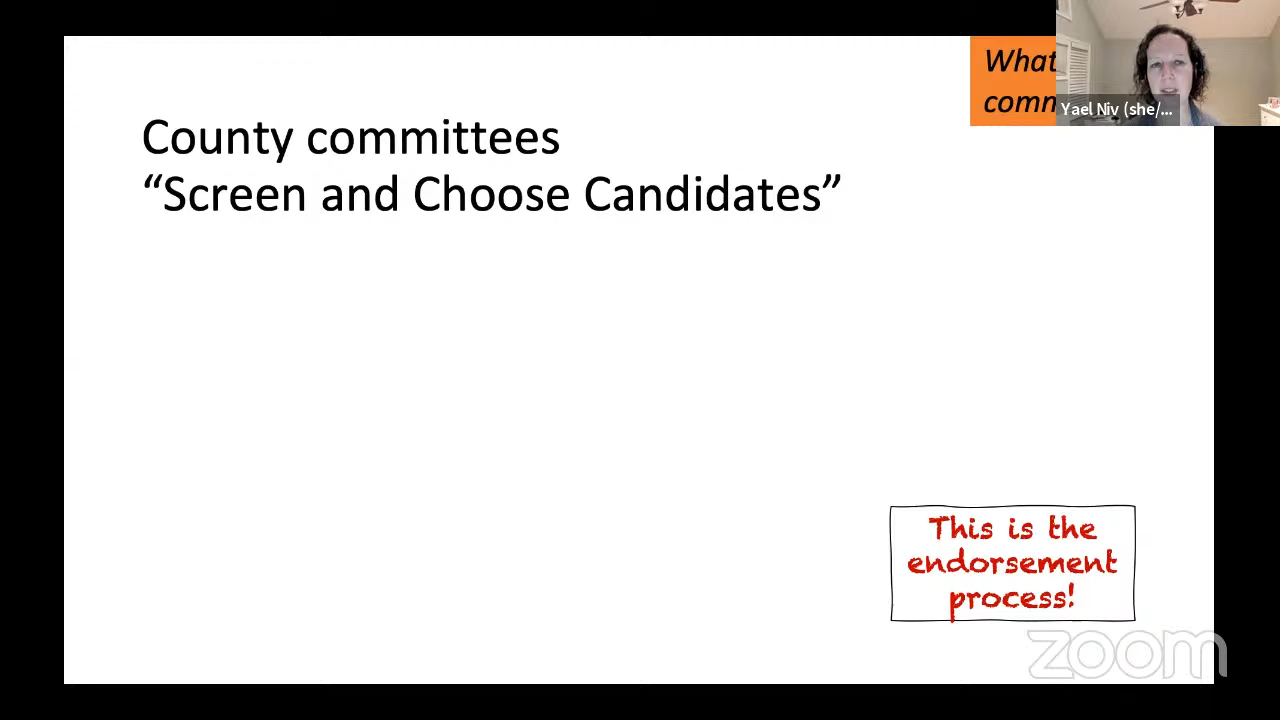 What
comm
Yael Niv (she/...
County committees
“Screen and Choose Candidates”
This is the
endorsement
process!
zoom